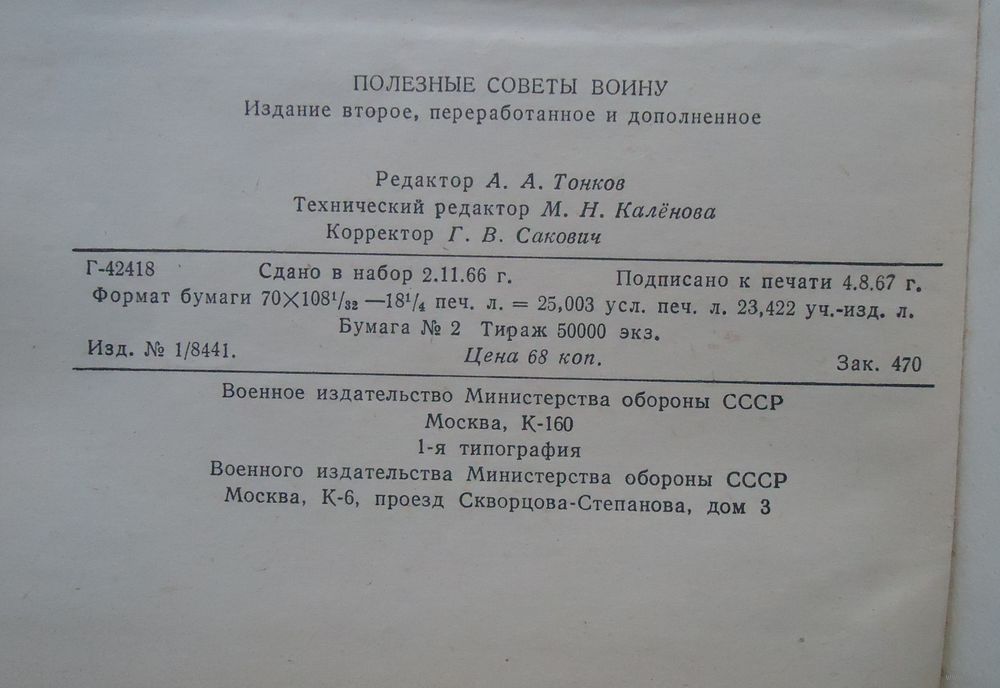 ПОЛЕЗНЫЕ СОВЕТЫ ВОИНУ
Издание второе, переработанное и дополненное
Редактор А. А. Тонков
Технический редактор М. Н. Калёнова
Корректор Г. В. Сакович
Г-42418 Сдано в набор 2.11.66 г. Подписано к печати 4.8.67 г.
Формат бумаги 70×108¹/₃₂ —18¹/₄ печ. л. = 25,003 усл. печ. л. 23,422 уч.-изд. л.
Бумага № 2 Тираж 50000 экз.
Изд. № 1/8441. Цена 68 коп. Зак. 470
Военное издательство Министерства обороны СССР
Москва, К-160
1-я типография
Военного издательства Министерства обороны СССР
Москва, К-6, проезд Скворцова-Степанова, дом 3